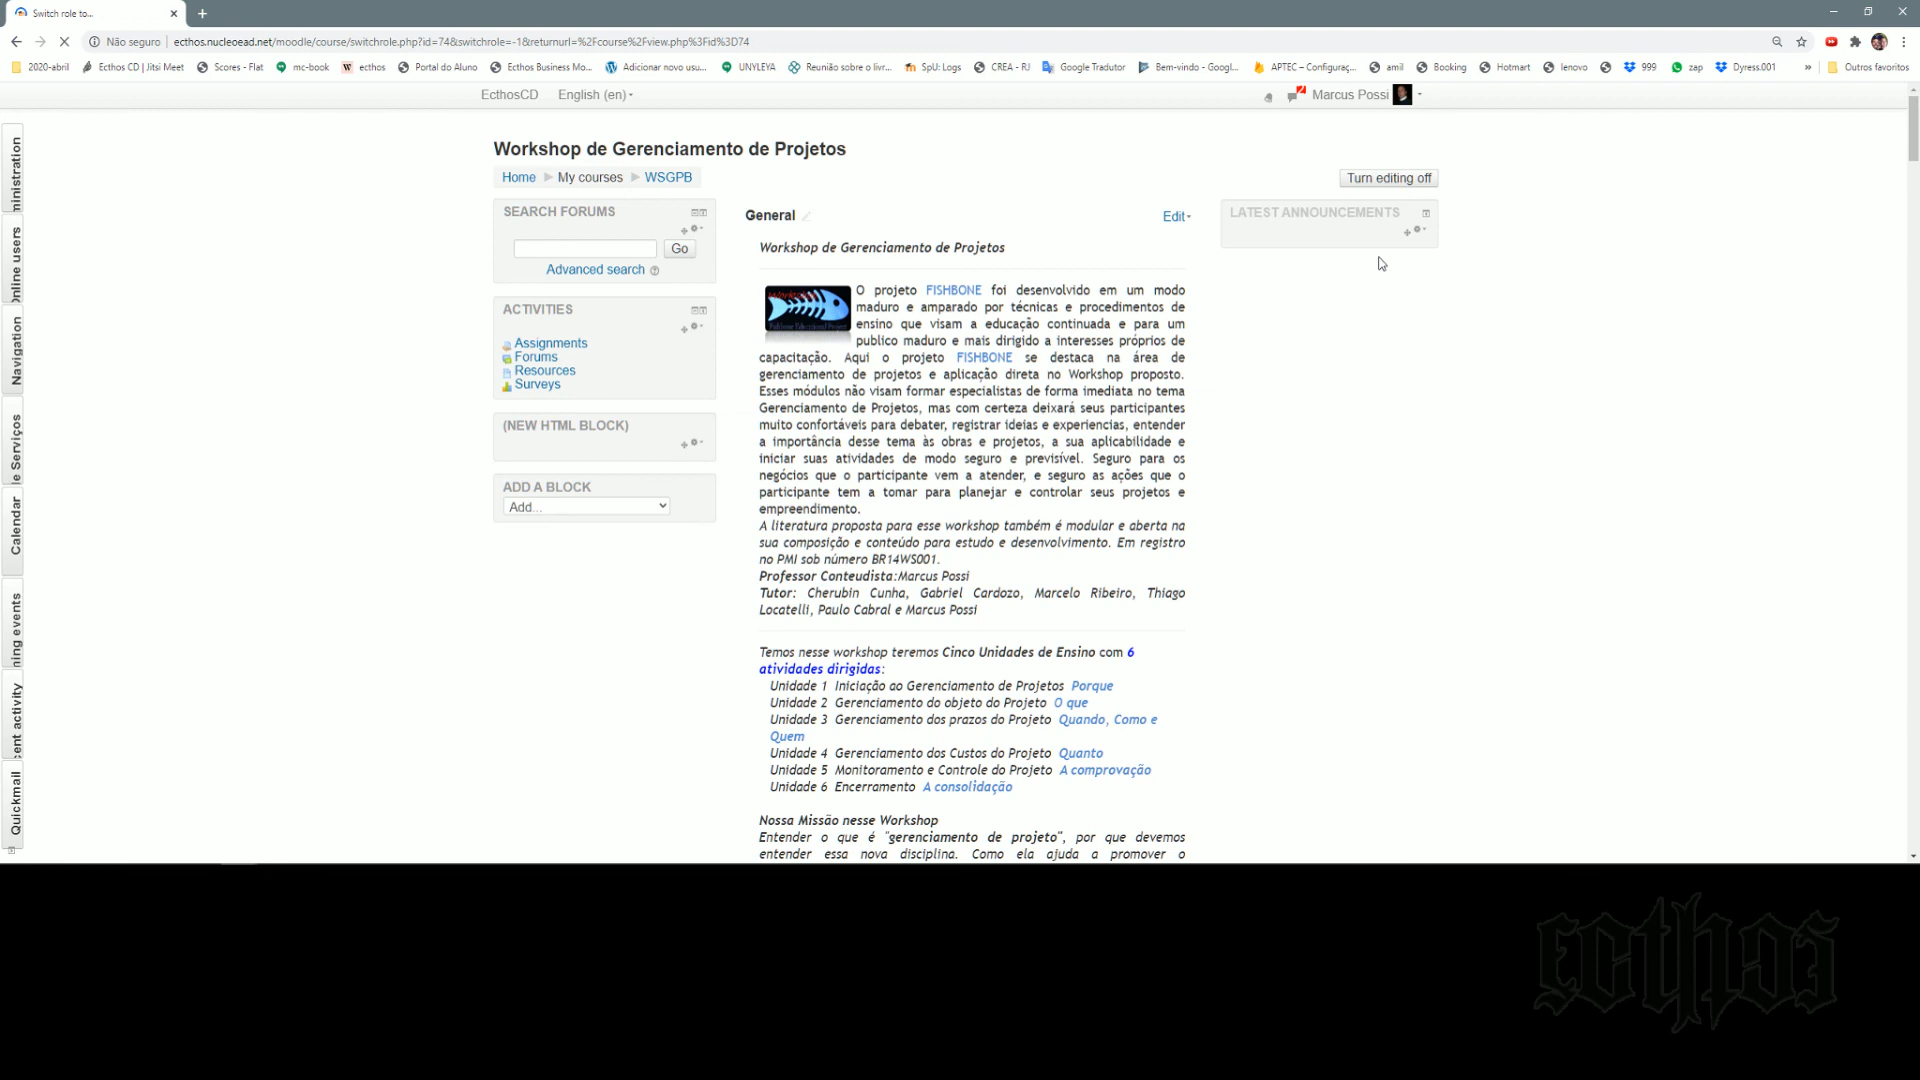 Switch role to...
Não seguro
ecthos.nucleoead.net/moodle/course/switchrole.php?id=74&switchrole=-1&returnurl=%2Fcourse%2Fview.php%3Fid%3D74
2020-abril
Ecthos CD | Jitsi Meet
Scores - Flat
mc-book
ecthos
Portal do Aluno
Ecthos Business Mo...
Adicionar novo usu...
UNYLEYA
Reunião sobre o livr...
SpU: Logs
CREA - RJ
Google Tradutor
Bem-vindo - Googl...
APTEC – Configuraç...
amil
Booking
Hotmart
lenovo
999
zap
Dyress.001
»
Outros favoritos
EcthosCD
English (en)
Marcus Possi
Workshop de Gerenciamento de Projetos
Home
My courses
WSGPB
Turn editing off
ministration
Online users
Navigation
e Serviços
Calendar
ning events
ent activity
Quickmail
SEARCH FORUMS
Go
Advanced search
ACTIVITIES
Assignments
Forums
Resources
Surveys
(NEW HTML BLOCK)
ADD A BLOCK
Add...
General
Edit
Workshop de Gerenciamento de Projetos
O projeto FISHBONE foi desenvolvido em um modo
maduro e amparado por técnicas e procedimentos de
ensino que visam a educação continuada e para um
publico maduro e mais dirigido a interesses próprios de
capacitação. Aqui o projeto FISHBONE se destaca na área de
gerenciamento de projetos e aplicação direta no Workshop proposto.
Esses módulos não visam formar especialistas de forma imediata no tema
Gerenciamento de Projetos, mas com certeza deixará seus participantes
muito confortáveis para debater, registrar ideias e experiencias, entender
a importância desse tema às obras e projetos, a sua aplicabilidade e
iniciar suas atividades de modo seguro e previsível. Seguro para os
negócios que o participante vem a atender, e seguro as ações que o
participante tem a tomar para planejar e controlar seus projetos e
empreendimento.
A literatura proposta para esse workshop também é modular e aberta na
sua composição e conteúdo para estudo e desenvolvimento. Em registro
no PMI sob número BR14WS001.
Professor Conteudista:Marcus Possi
Tutor: Cherubin Cunha, Gabriel Cardozo, Marcelo Ribeiro, Thiago
Locatelli, Paulo Cabral e Marcus Possi
Temos nesse workshop teremos Cinco Unidades de Ensino com 6
atividades dirigidas:
Unidade 1 Iniciação ao Gerenciamento de Projetos Porque
Unidade 2 Gerenciamento do objeto do Projeto O que
Unidade 3 Gerenciamento dos prazos do Projeto Quando, Como e
Quem
Unidade 4 Gerenciamento dos Custos do Projeto Quanto
Unidade 5 Monitoramento e Controle do Projeto A comprovação
Unidade 6 Encerramento A consolidação
Nossa Missão nesse Workshop
Entender o que é "gerenciamento de projeto", por que devemos
entender essa nova disciplina. Como ela ajuda a promover o
LATEST ANNOUNCEMENTS
Ecthos